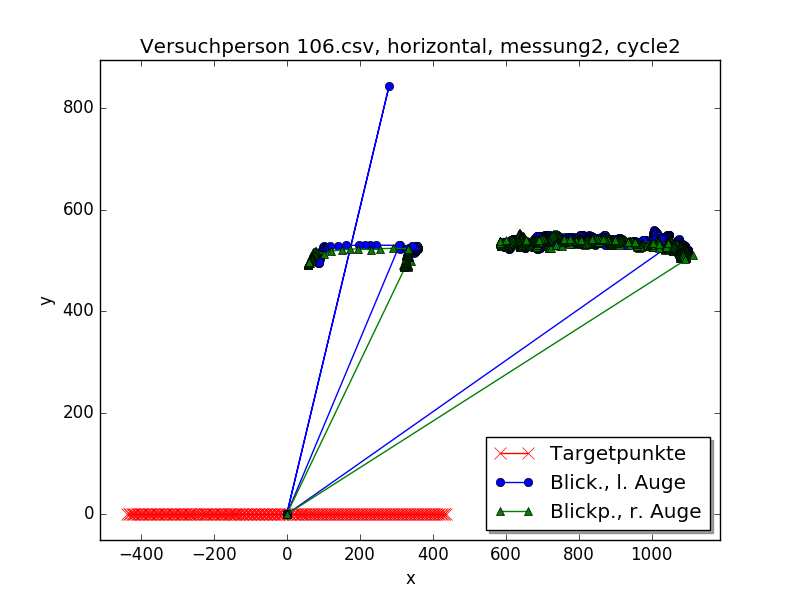 Versuchperson 106.csv, horizontal, messung2, cycle2
800
600
400
200
0
y
−400 −200 0 200 400 600 800 1000
x
Targetpunkte
Blick., l. Auge
Blickp., r. Auge